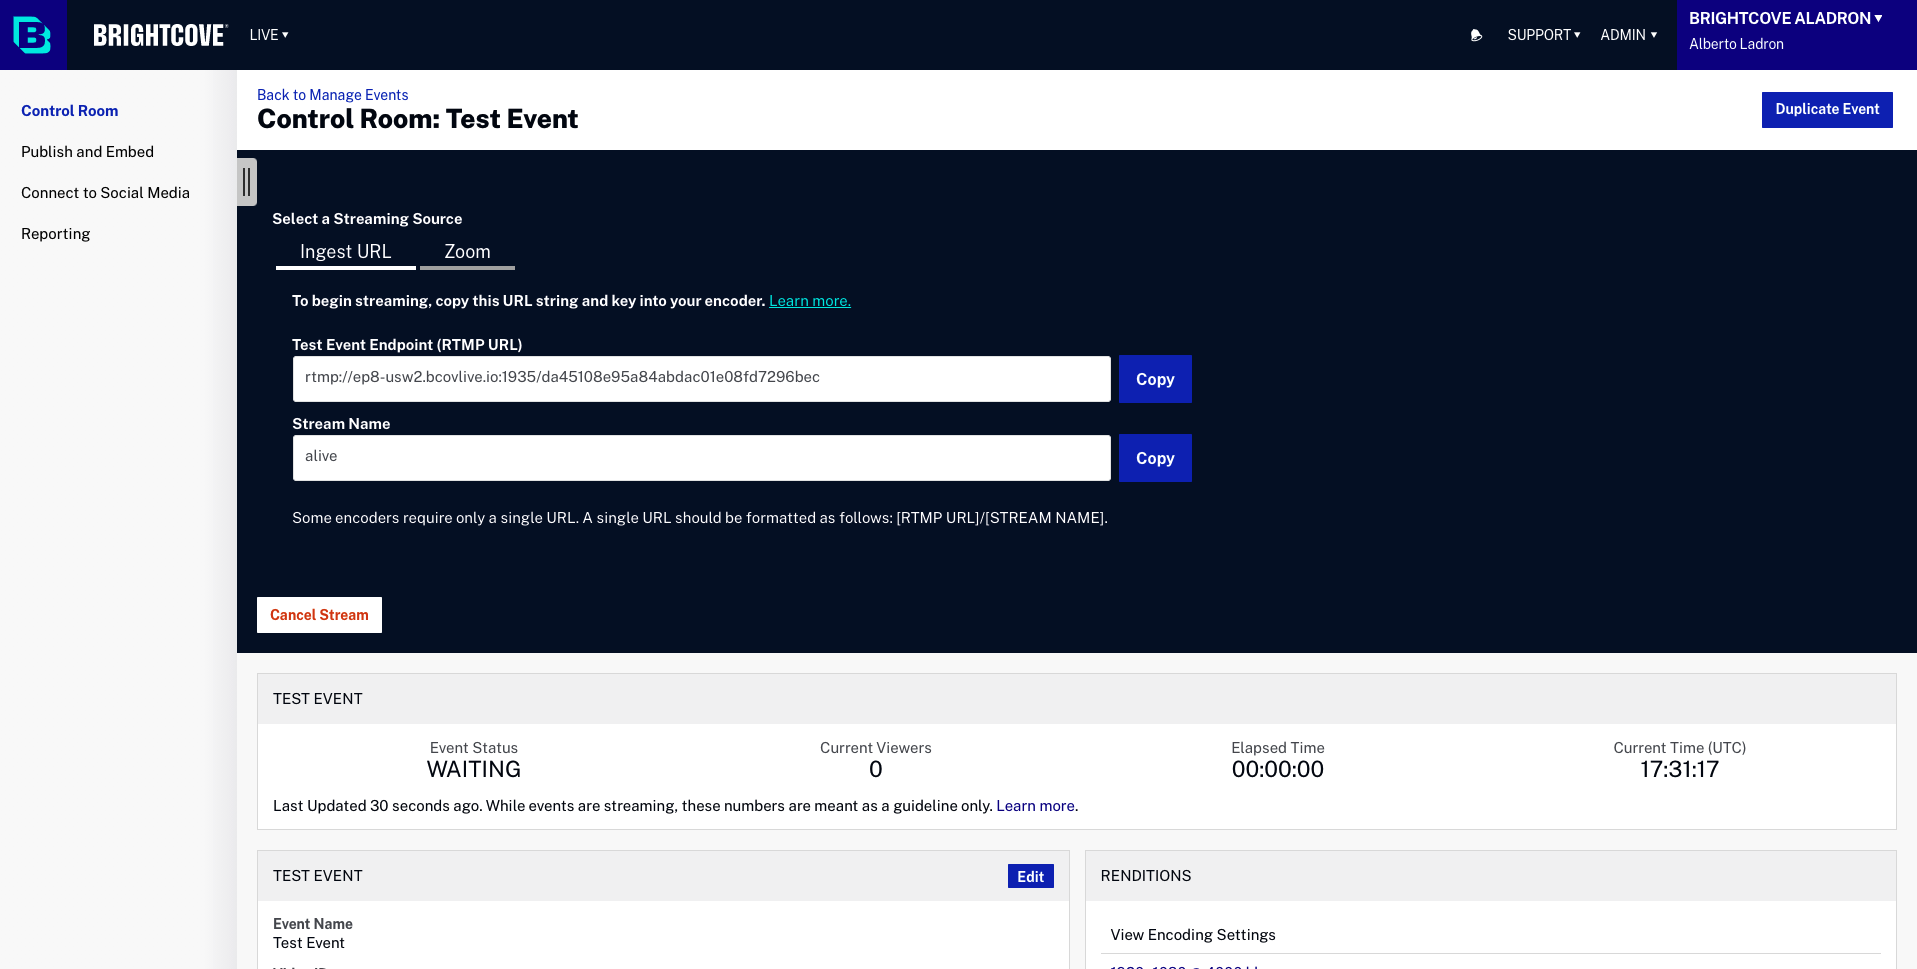 BRIGHTCOVE
LIVE
SUPPORT
ADMIN
BRIGHTCOVE ALADRON
Alberto Ladron
Control Room
Publish and Embed
Connect to Social Media
Reporting
Back to Manage Events
Control Room: Test Event
Duplicate Event
Select a Streaming Source
Ingest URL Zoom
To begin streaming, copy this URL string and key into your encoder. Learn more.
Test Event Endpoint (RTMP URL)
rtmp://ep8-usw2.bcovlive.io:1935/da45108e95a84abdac01e08fd7296bec
Copy
Stream Name
alive
Copy
Some encoders require only a single URL. A single URL should be formatted as follows: [RTMP URL]/[STREAM NAME].
Cancel Stream
TEST EVENT
Event Status
WAITING
Current Viewers
0
Elapsed Time
00:00:00
Current Time (UTC)
17:31:17
Last Updated 30 seconds ago. While events are streaming, these numbers are meant as a guideline only. Learn more.
TEST EVENT
Edit
Event Name
Test Event
RENDITIONS
View Encoding Settings